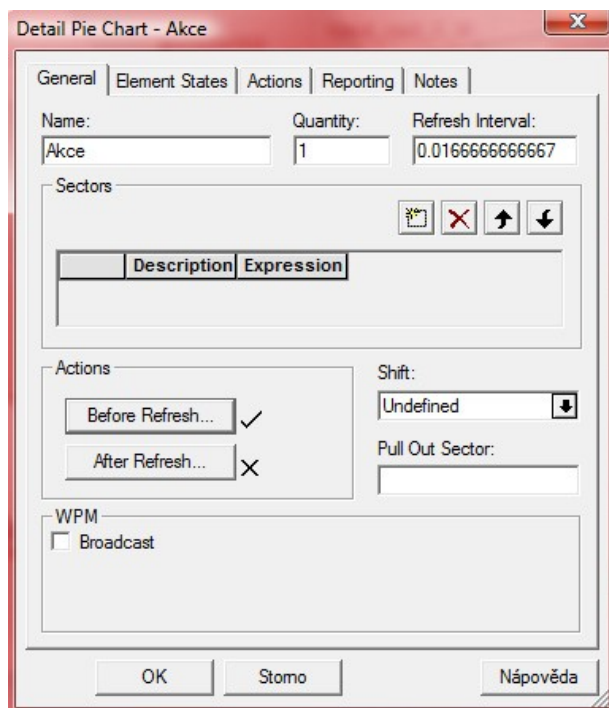 Detail Pie Chart - Akce
General Element States Actions Reporting Notes
Name: Quantity: Refresh Interval:
Akce 1 0.0166666666667
Sectors
Description Expression
Actions Shift:
Before Refresh... Undefined
After Refresh... Pull Out Sector:
WPM
Broadcast
OK Storno Nápověda